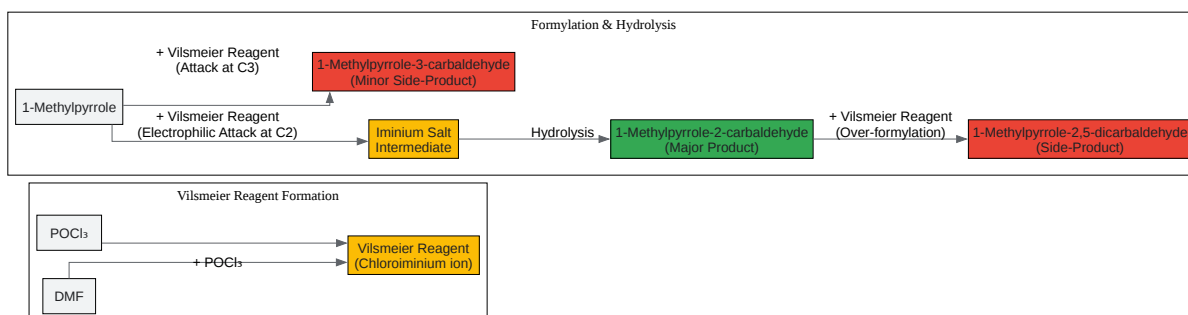 Formylation & Hydrolysis
+ Vilsmeier Reagent
(Attack at C3)
1-Methylpyrrole-3-carbaldehyde
(Minor Side-Product)
1-Methylpyrrole
+ Vilsmeier Reagent
(Electrophilic Attack at C2)
Iminium Salt
Intermediate
Hydrolysis
1-Methylpyrrole-2-carbaldehyde
(Major Product)
+ Vilsmeier Reagent
(Over-formylation)
1-Methylpyrrole-2,5-dicarbaldehyde
(Side-Product)
Vilsmeier Reagent Formation
POCl₃
Vilsmeier Reagent
(Chloroiminium ion)
+ POCl₃
DMF